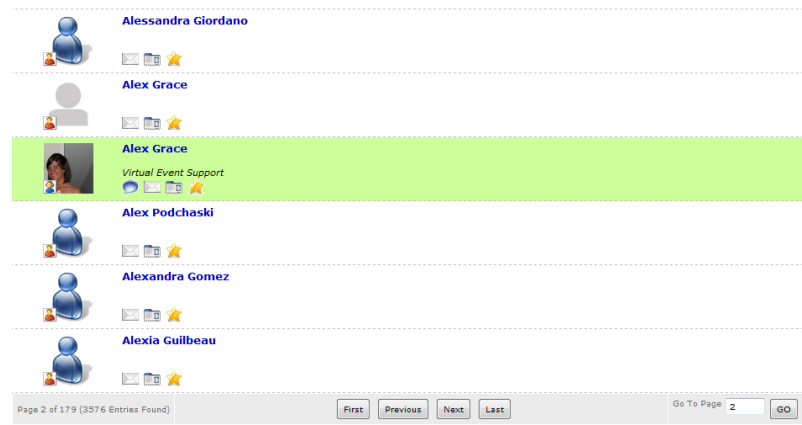 Alessandra Giordano
Alex Grace
Alex Grace
Virtual Event Support
Alex Podchaski
Alexandra Gomez
Alexia Guilbeau
Page 2 of 179 (3576 Entries Found) First Previous Next Last Go To Page 2 GO